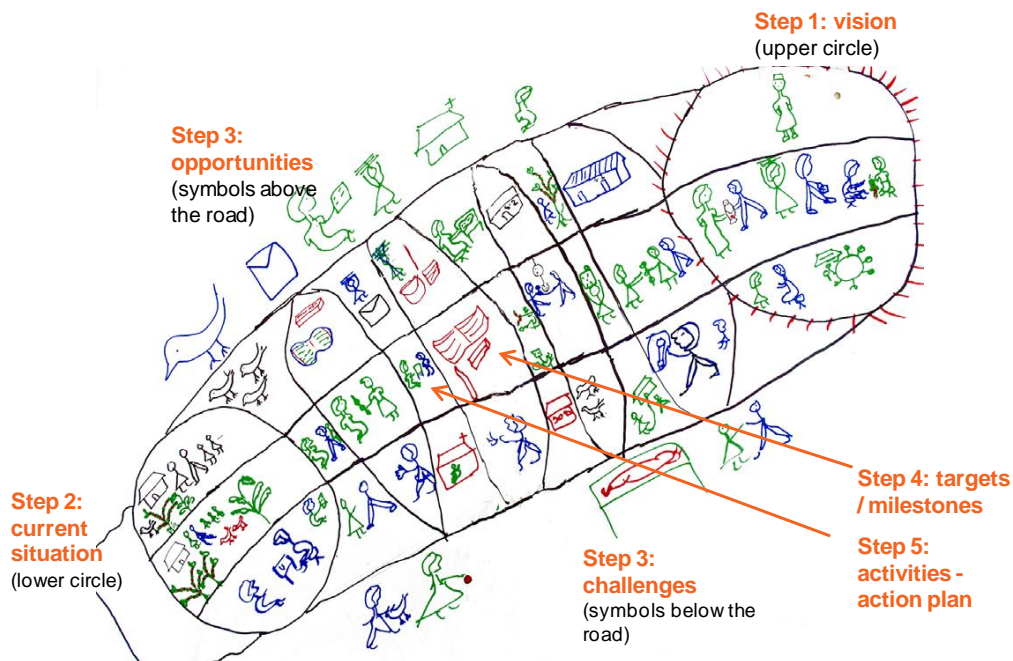 Step 1: vision
(upper circle)
Step 3:
opportunities
(symbols above
the road)
Step 2:
current
situation
(lower circle)
Step 4: targets
/ milestones
Step 5:
activities -
action plan
Step 3:
challenges
(symbols below the
road)